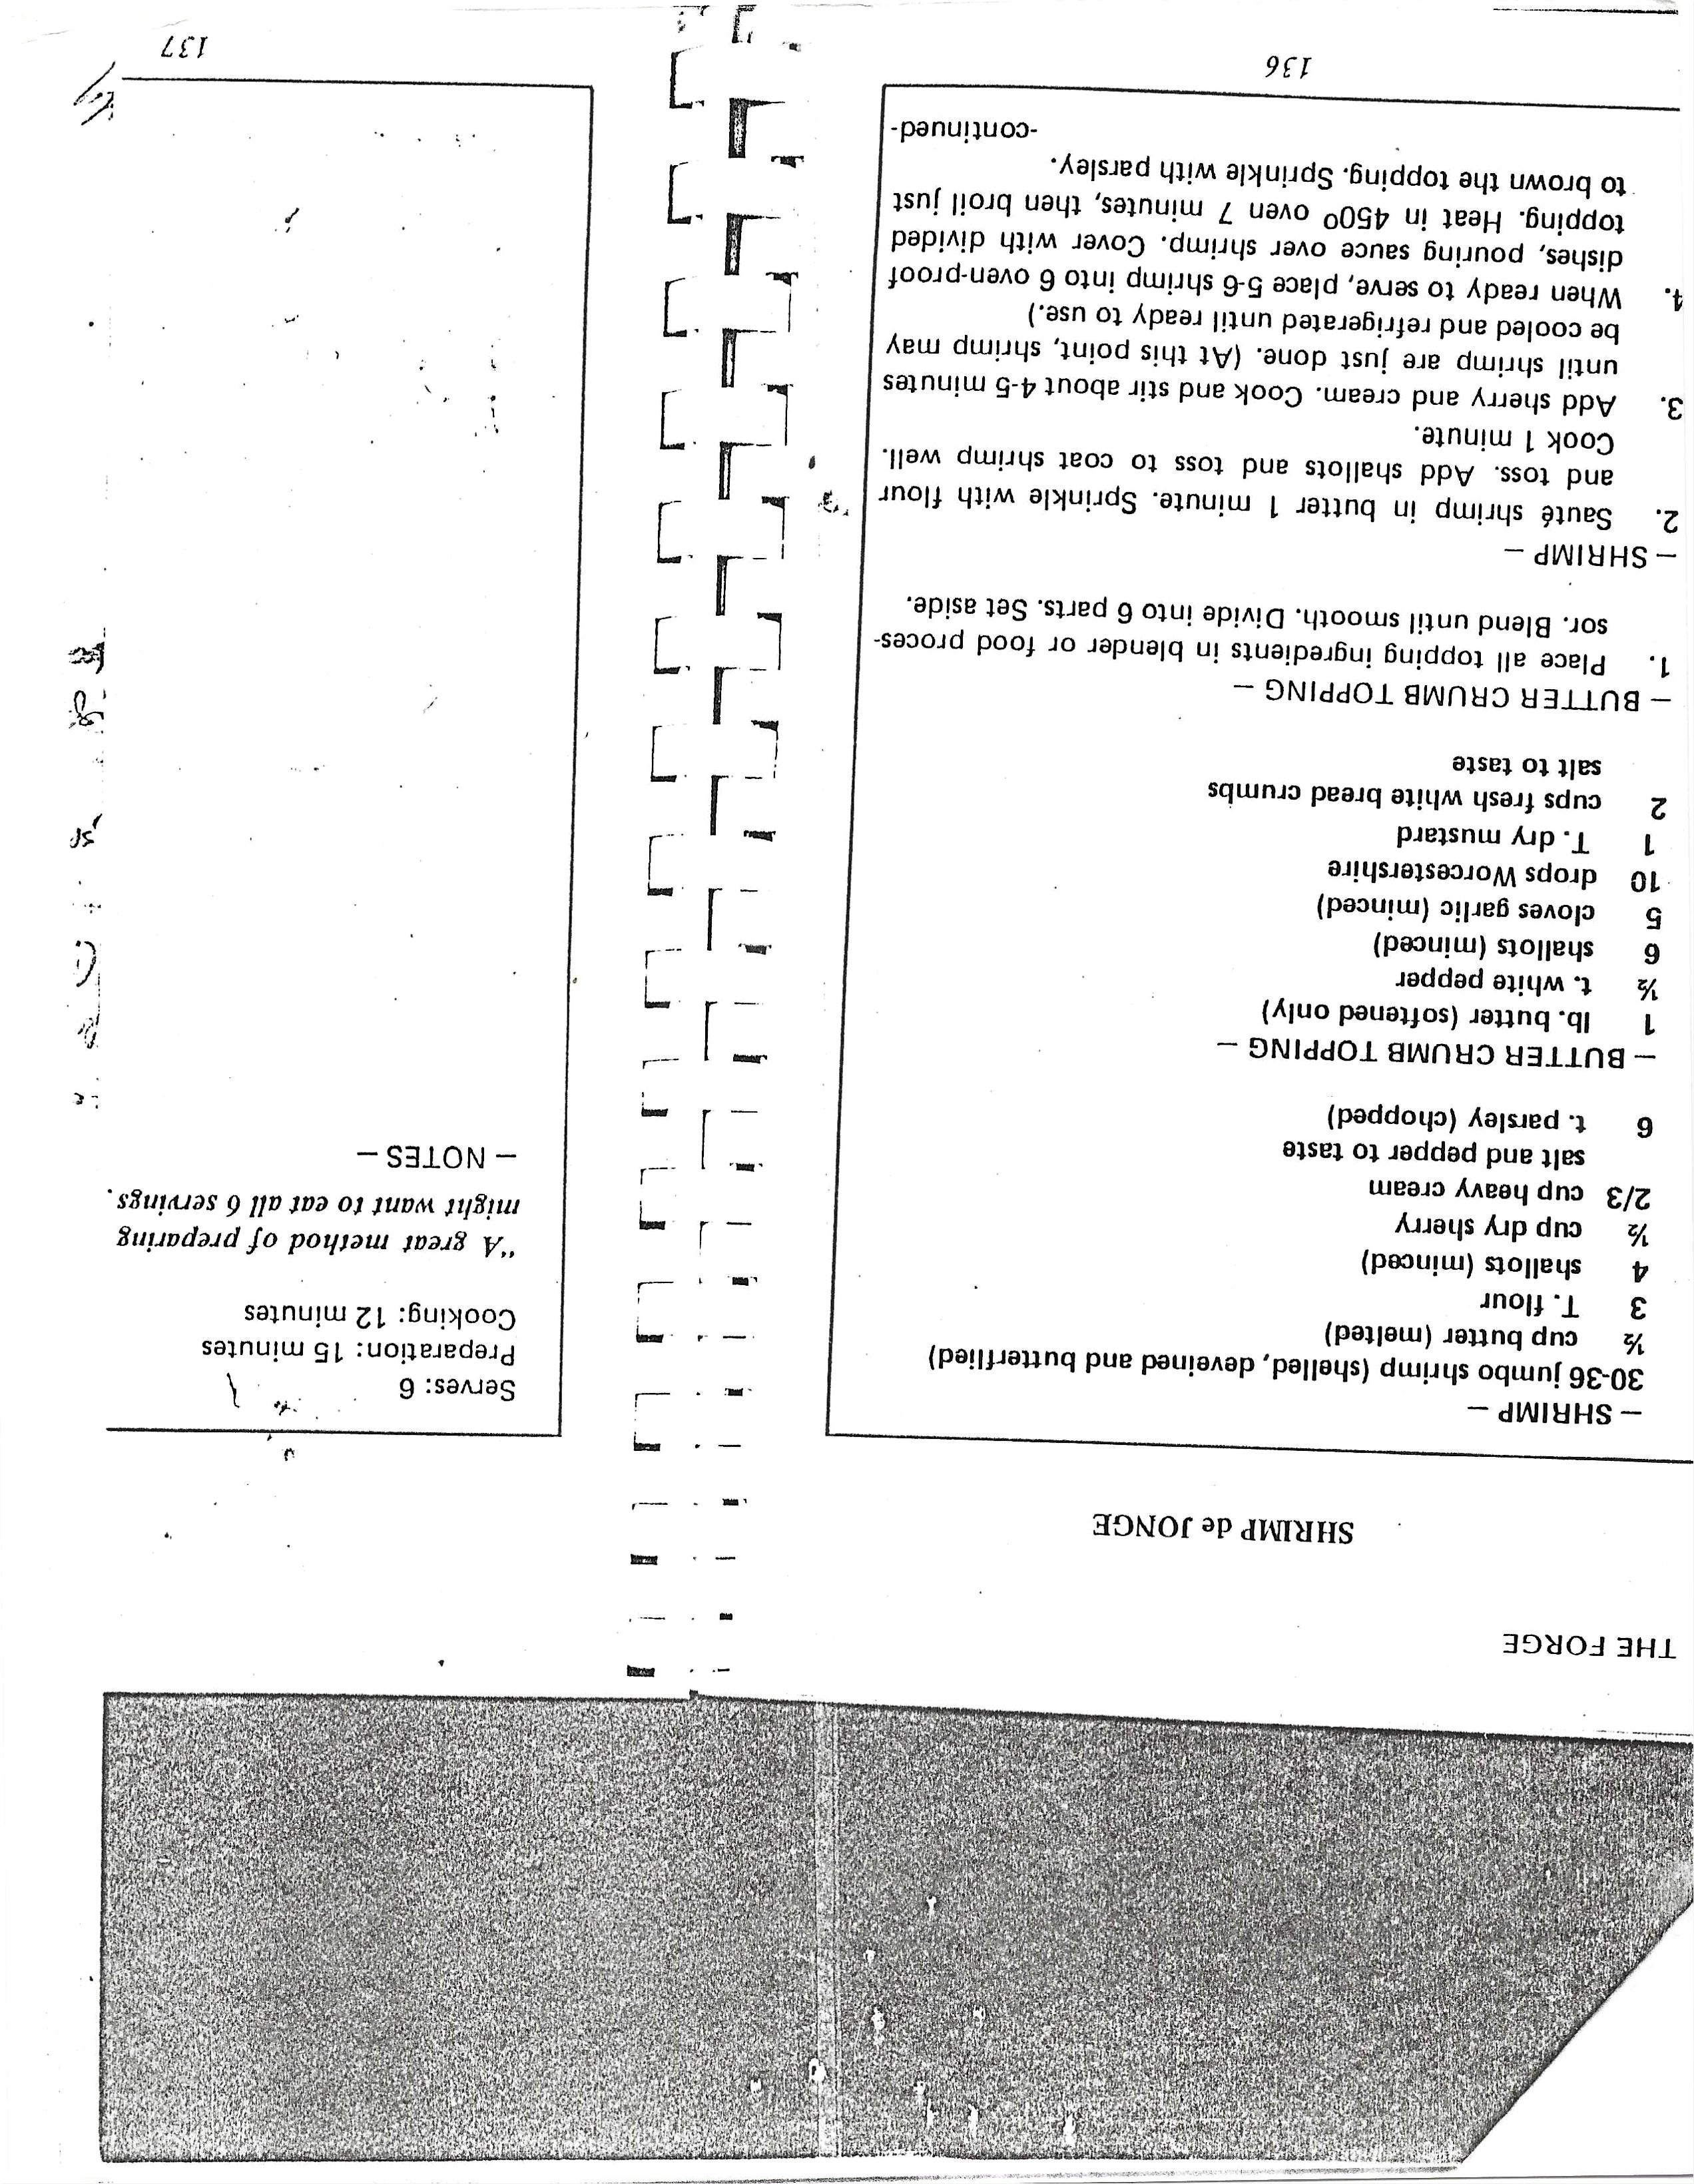 THE FORGE
SHRIMP de JONGE
— SHRIMP —
30-36 jumbo shrimp (shelled, deveined and butterflied)
½ cup butter (melted)
3 T. flour
4 shallots (minced)
½ cup dry sherry
2/3 cup heavy cream
salt and pepper to taste
6 t. parsley (chopped)
— BUTTER CRUMB TOPPING —
1 lb. butter (softened only)
½ t. white pepper
6 shallots (minced)
5 cloves garlic (minced)
10 drops Worcestershire
1 T. dry mustard
2 cups fresh white bread crumbs
salt to taste
— BUTTER CRUMB TOPPING —
1. Place all topping ingredients in blender or food proces-
sor. Blend until smooth. Divide into 6 parts. Set aside.
— SHRIMP —
2. Sauté shrimp in butter 1 minute. Sprinkle with flour
and toss. Add shallots and toss to coat shrimp well.
Cook 1 minute.
3. Add sherry and cream. Cook and stir about 4-5 minutes
until shrimp are just done. (At this point, shrimp may
be cooled and refrigerated until ready to use.)
4. When ready to serve, place 5-6 shrimp into 6 oven-proof
dishes, pouring sauce over shrimp. Cover with divided
topping. Heat in 450° oven 7 minutes, then broil just
to brown the topping. Sprinkle with parsley.
-continued-
136
Serves: 6
Preparation: 15 minutes
Cooking: 12 minutes
"A great method of preparing
might want to eat all 6 servings.
— NOTES —
137